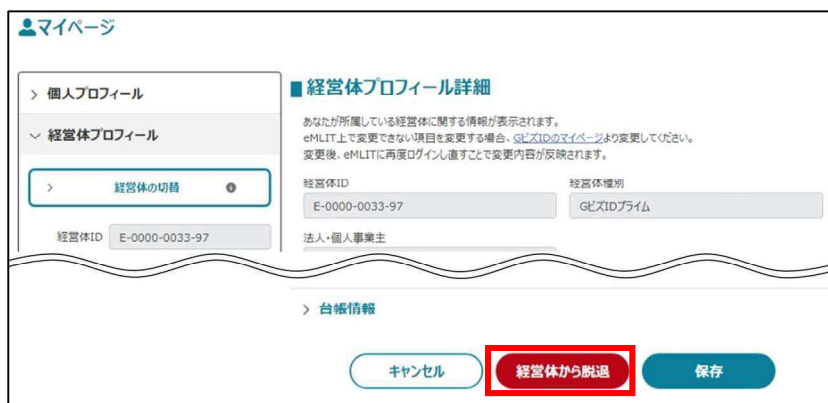 マイページ
個人プロフィール
経営体プロフィール
経営体の切替
経営体ID E-0000-0033-97
経営体プロフィール詳細
あなたが所属している経営体に関する情報が表示されます。
eMLIT上で変更できない項目を変更する場合、GビズIDのマイページより変更してください。
変更後、eMLITに再度ログインし直すことで変更内容が反映されます。
経営体ID 経営体種別
E-0000-0033-97 GビズIDプライム
法人・個人事業主
台帳情報
キャンセル 経営体から脱退 保存